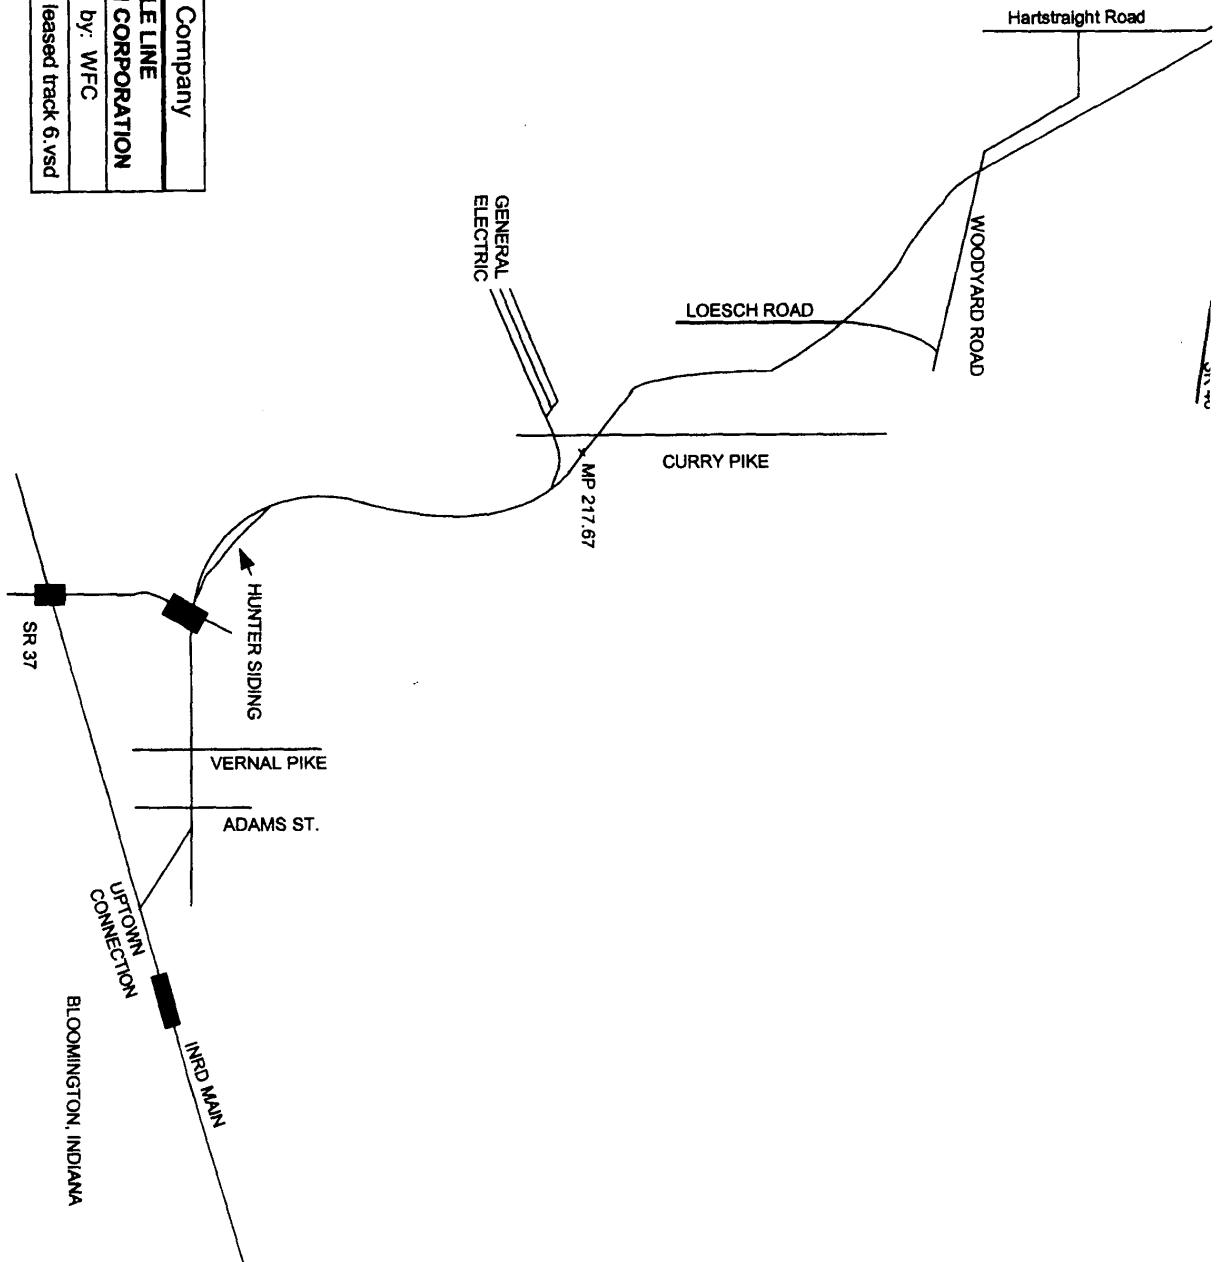 Company
LE LINE
CORPORATION
by: WFC
leased track 6.vsd
Hartstraight Road
WOODYARD ROAD
LOESCH ROAD
GENERAL
ELECTRIC
CURRY PIKE
MP 217.67
HUNTER SIDING
SR 37
VERNAL PIKE
ADAMS ST.
UPTOWN
CONNECTION
INRD MAIN
BLOOMINGTON, INDIANA